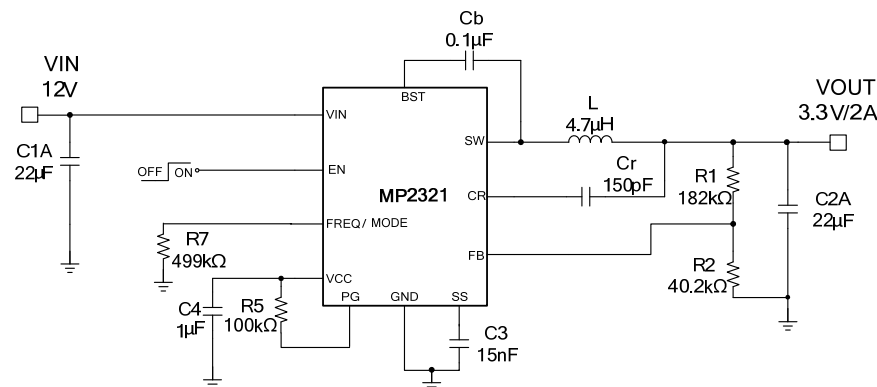 Cb
0.1µF
VIN
12V
BST
VOUT
3.3V/2A
L
4.7µH
VIN
SW
C1A
22µF
OFF ON
EN
Cr
150pF
R1
182kΩ
MP2321
CR
C2A
22µF
FREQ/ MODE
R7
499kΩ
FB
R2
40.2kΩ
VCC
PG
GND
SS
C4
1µF
R5
100kΩ
C3
15nF